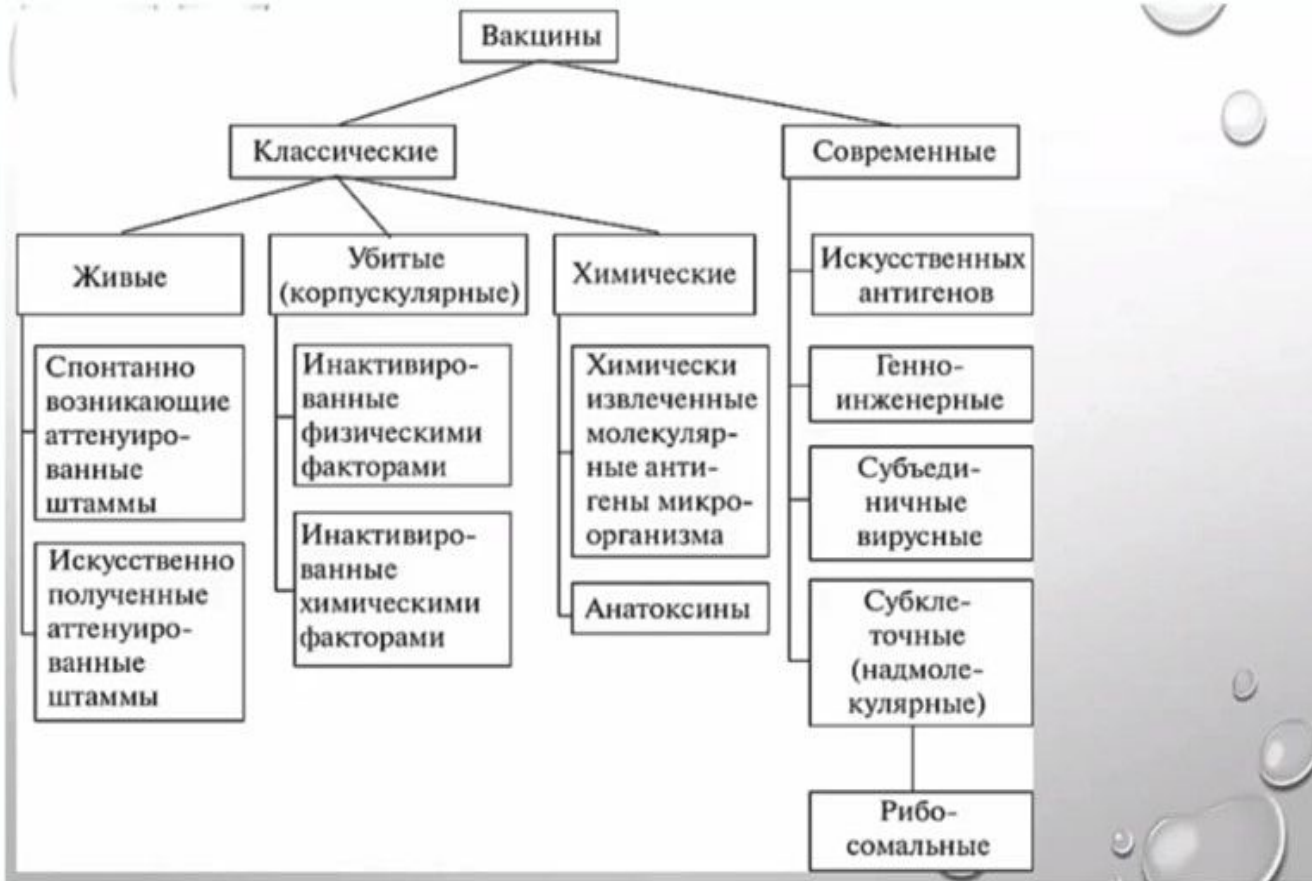 Вакцины
Классические
Современные
Живые
Убитые
(корпускулярные)
Химические
Искусственных
антигенов
Спонтанно
возникающие
аттенуиро-
ванные
штаммы
Инактивиро-
ванные
физическими
факторами
Химически
извлеченные
молекуляр-
ные анти-
гены микро-
организма
Генно-
инженерные
Субъеди-
ничные
вирусные
Искусственно
полученные
аттенуиро-
ванные
штаммы
Инактивиро-
ванные
химическими
факторами
Анатоксины
Субкле-
точные
(надмоле-
кулярные)
Рибо-
сомальные